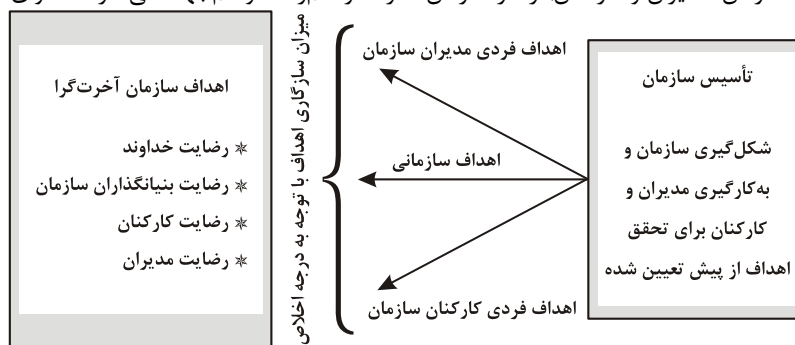 تأسیس سازمان
شکل‌گیری سازمان و
به‌کارگیری مدیران و
کارکنان برای تحقق
اهداف از پیش تعیین شده
اهداف فردی مدیران سازمان
اهداف سازمانی
اهداف فردی کارکنان سازمان
میزان سازگاری اهداف با توجه به درجه اخلاص
اهداف سازمان آخرت‌گرا
* رضایت خداوند
* رضایت بنیانگذاران سازمان
* رضایت کارکنان
* رضایت مدیران